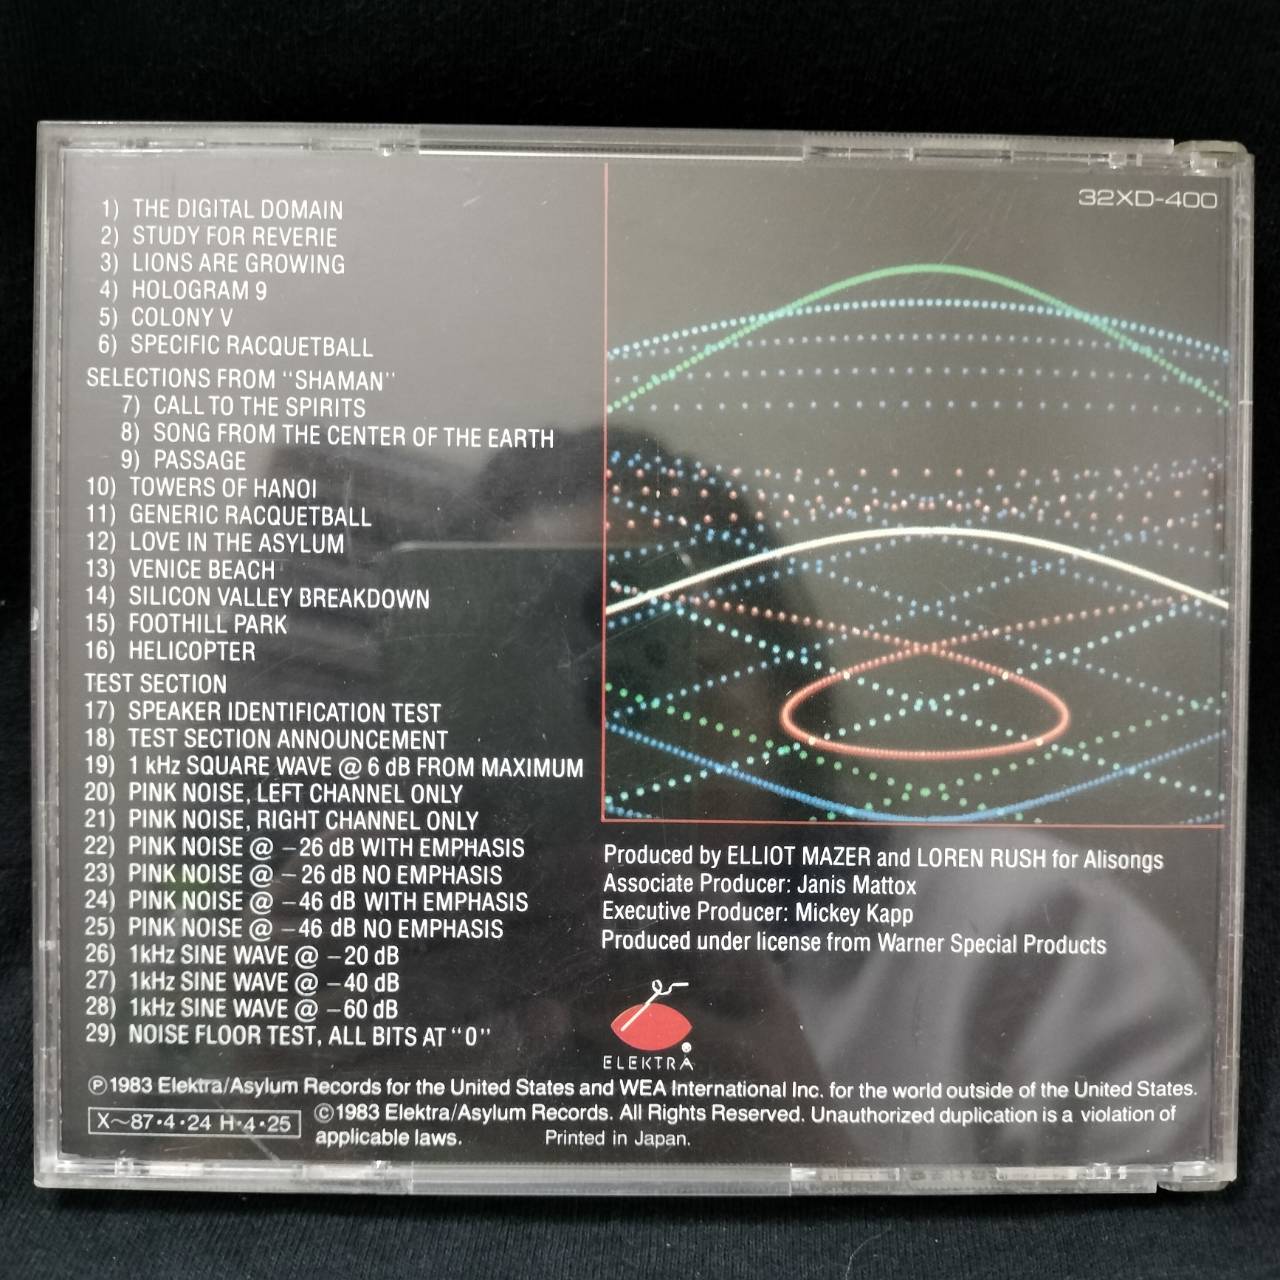 32XD-400
1) THE DIGITAL DOMAIN
2) STUDY FOR REVERIE
3) LIONS ARE GROWING
4) HOLOGRAM 9
5) COLONY V
6) SPECIFIC RACQUETBALL
SELECTIONS FROM "SHAMAN"
7) CALL TO THE SPIRITS
8) SONG FROM THE CENTER OF THE EARTH
9) PASSAGE
10) TOWERS OF HANOI
11) GENERIC RACQUETBALL
12) LOVE IN THE ASYLUM
13) VENICE BEACH
14) SILICON VALLEY BREAKDOWN
15) FOOTHILL PARK
16) HELICOPTER
TEST SECTION
17) SPEAKER IDENTIFICATION TEST
18) TEST SECTION ANNOUNCEMENT
19) 1 kHz SQUARE WAVE @ 6 dB FROM MAXIMUM
20) PINK NOISE, LEFT CHANNEL ONLY
21) PINK NOISE, RIGHT CHANNEL ONLY
22) PINK NOISE @ −26 dB WITH EMPHASIS
23) PINK NOISE @ −26 dB NO EMPHASIS
24) PINK NOISE @ −46 dB WITH EMPHASIS
25) PINK NOISE @ −46 dB NO EMPHASIS
26) 1kHz SINE WAVE @ −20 dB
27) 1kHz SINE WAVE @ −40 dB
28) 1kHz SINE WAVE @ −60 dB
29) NOISE FLOOR TEST, ALL BITS AT "0"
Produced by ELLIOT MAZER and LOREN RUSH for Alisongs
Associate Producer: Janis Mattox
Executive Producer: Mickey Kapp
Produced under license from Warner Special Products
ELEKTRA®
℗1983 Elektra/Asylum Records for the United States and WEA International Inc. for the world outside of the United States.
X~87•4•24 H•4•25
©1983 Elektra/Asylum Records. All Rights Reserved. Unauthorized duplication is a violation of
applicable laws. Printed in Japan.